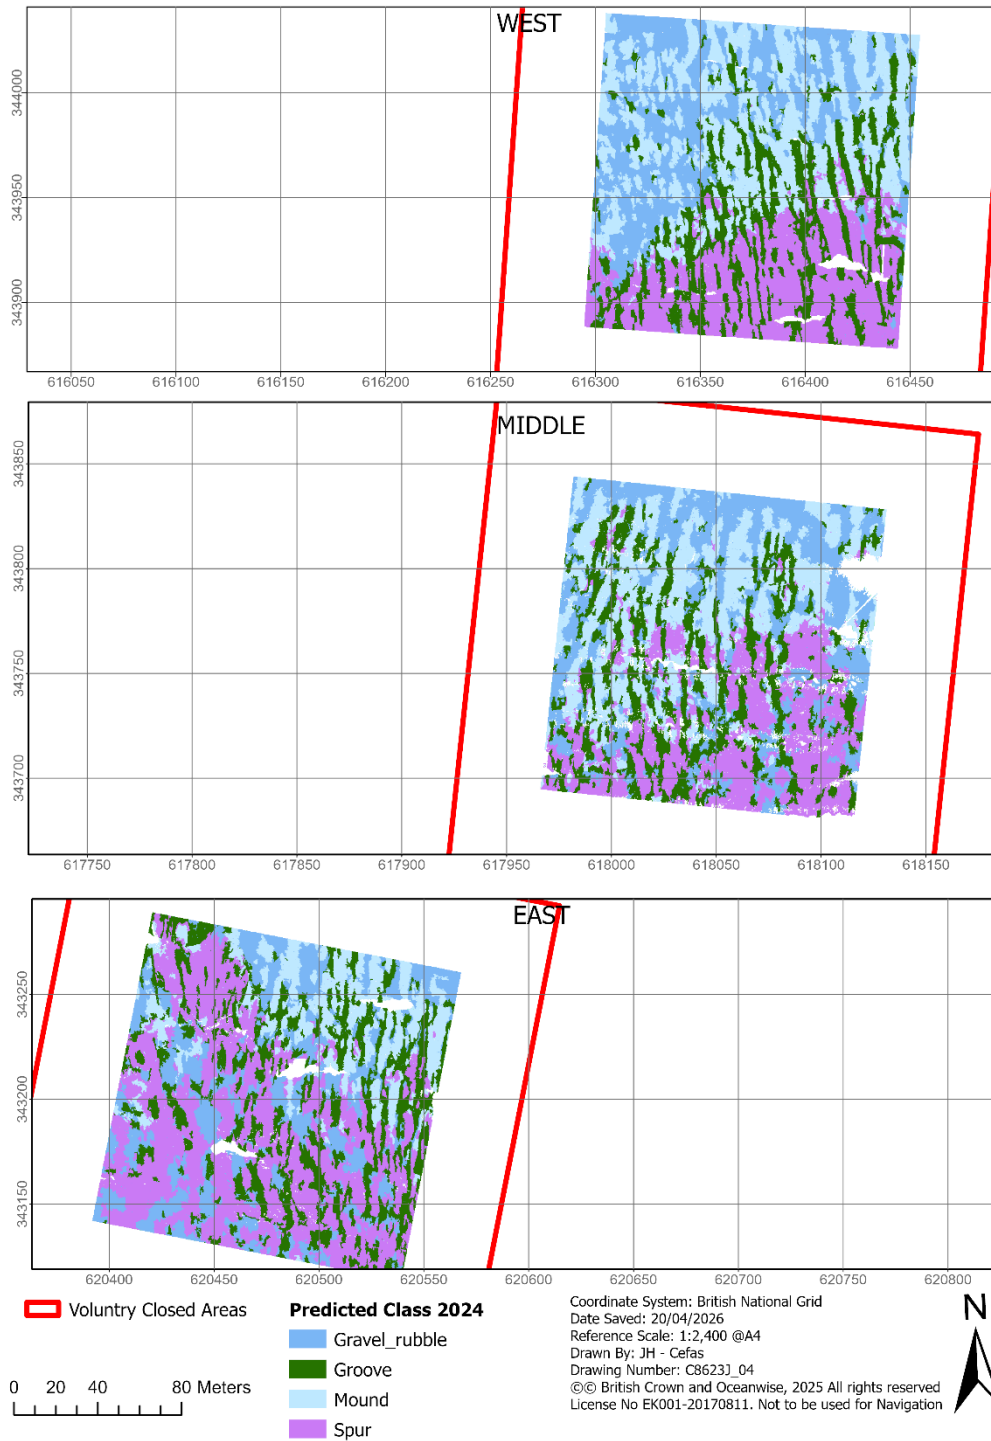 WEST
344000
343950
343900
616050 616100 616150 616200 616250 616300 616350 616400 616450
MIDDLE
343850
343800
343750
343700
617750 617800 617850 617900 617950 618000 618050 618100 618150
EAST
343250
343200
343150
620400 620450 620500 620550 620600 620650 620700 620750 620800
Voluntry Closed Areas
0 20 40 80 Meters
Predicted Class 2024
Gravel_rubble
Groove
Mound
Spur
Coordinate System: British National Grid
Date Saved: 20/04/2026
Reference Scale: 1:2,400 @A4
Drawn By: JH - Cefas
Drawing Number: C8623J_04
©© British Crown and Oceanwise, 2025 All rights reserved
License No EK001-20170811. Not to be used for Navigation
N